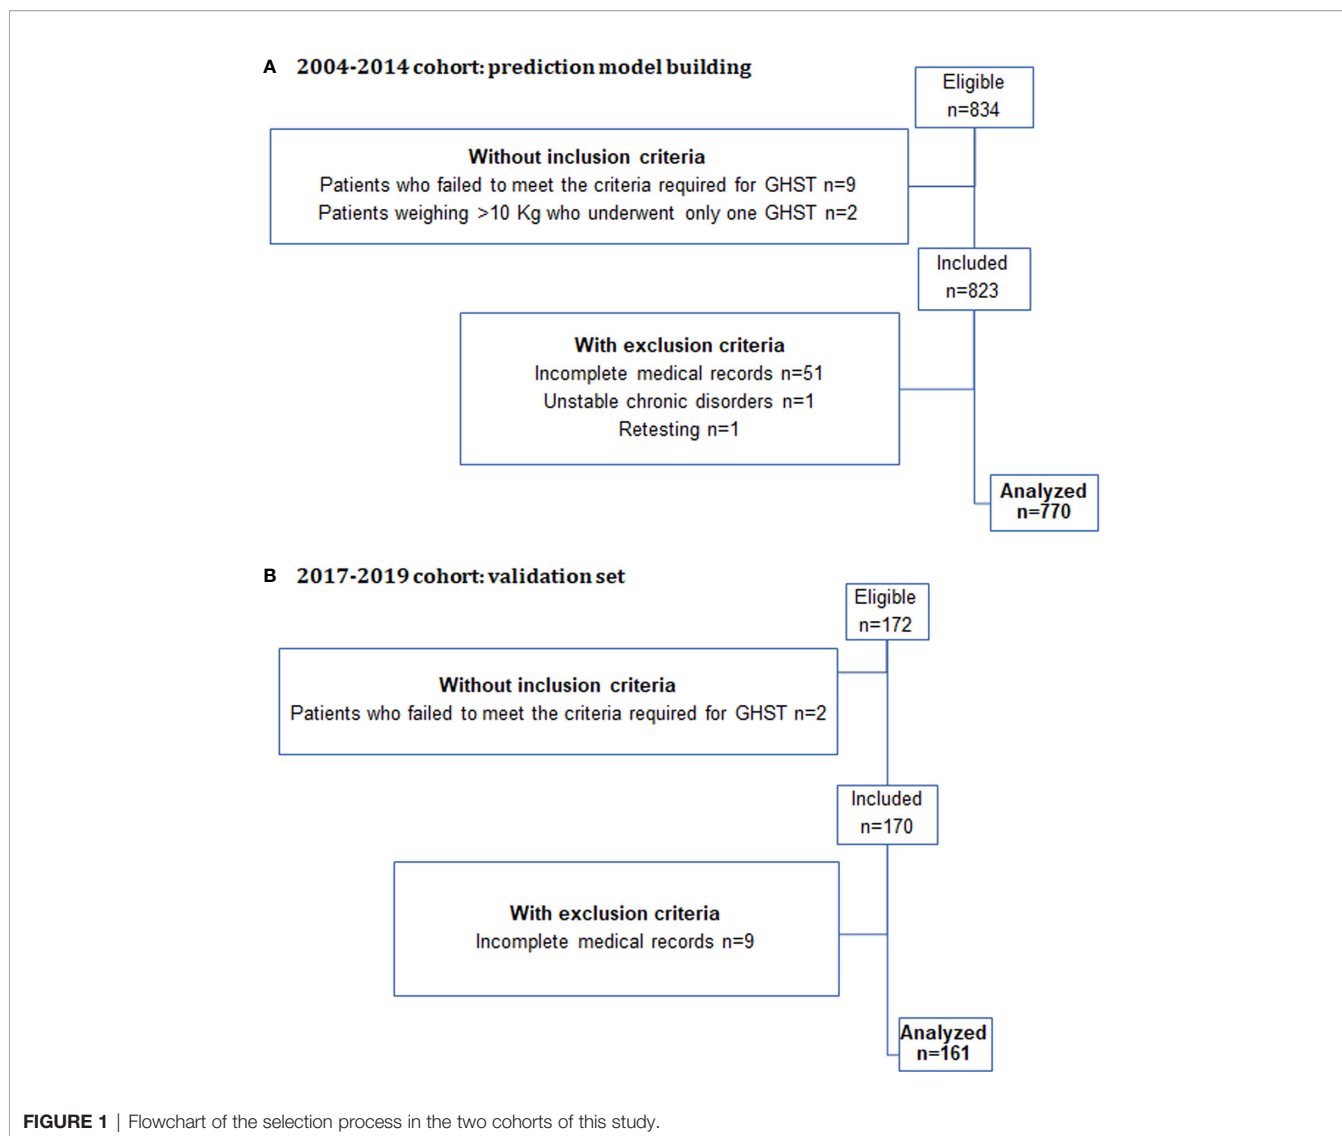 A 2004-2014 cohort: prediction model building
Eligible
n=834
Without inclusion criteria
Patients who failed to meet the criteria required for GHST n=9
Patients weighing >10 Kg who underwent only one GHST n=2
Included
n=823
With exclusion criteria
Incomplete medical records n=51
Unstable chronic disorders n=1
Retesting n=1
Analyzed
n=770
B 2017-2019 cohort: validation set
Eligible
n=172
Without inclusion criteria
Patients who failed to meet the criteria required for GHST n=2
Included
n=170
With exclusion criteria
Incomplete medical records n=9
Analyzed
n=161
FIGURE 1 | Flowchart of the selection process in the two cohorts of this study.